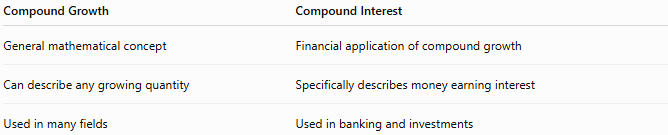 Compound Growth Compound Interest
General mathematical concept Financial application of compound growth
Can describe any growing quantity Specifically describes money earning interest
Used in many fields Used in banking and investments